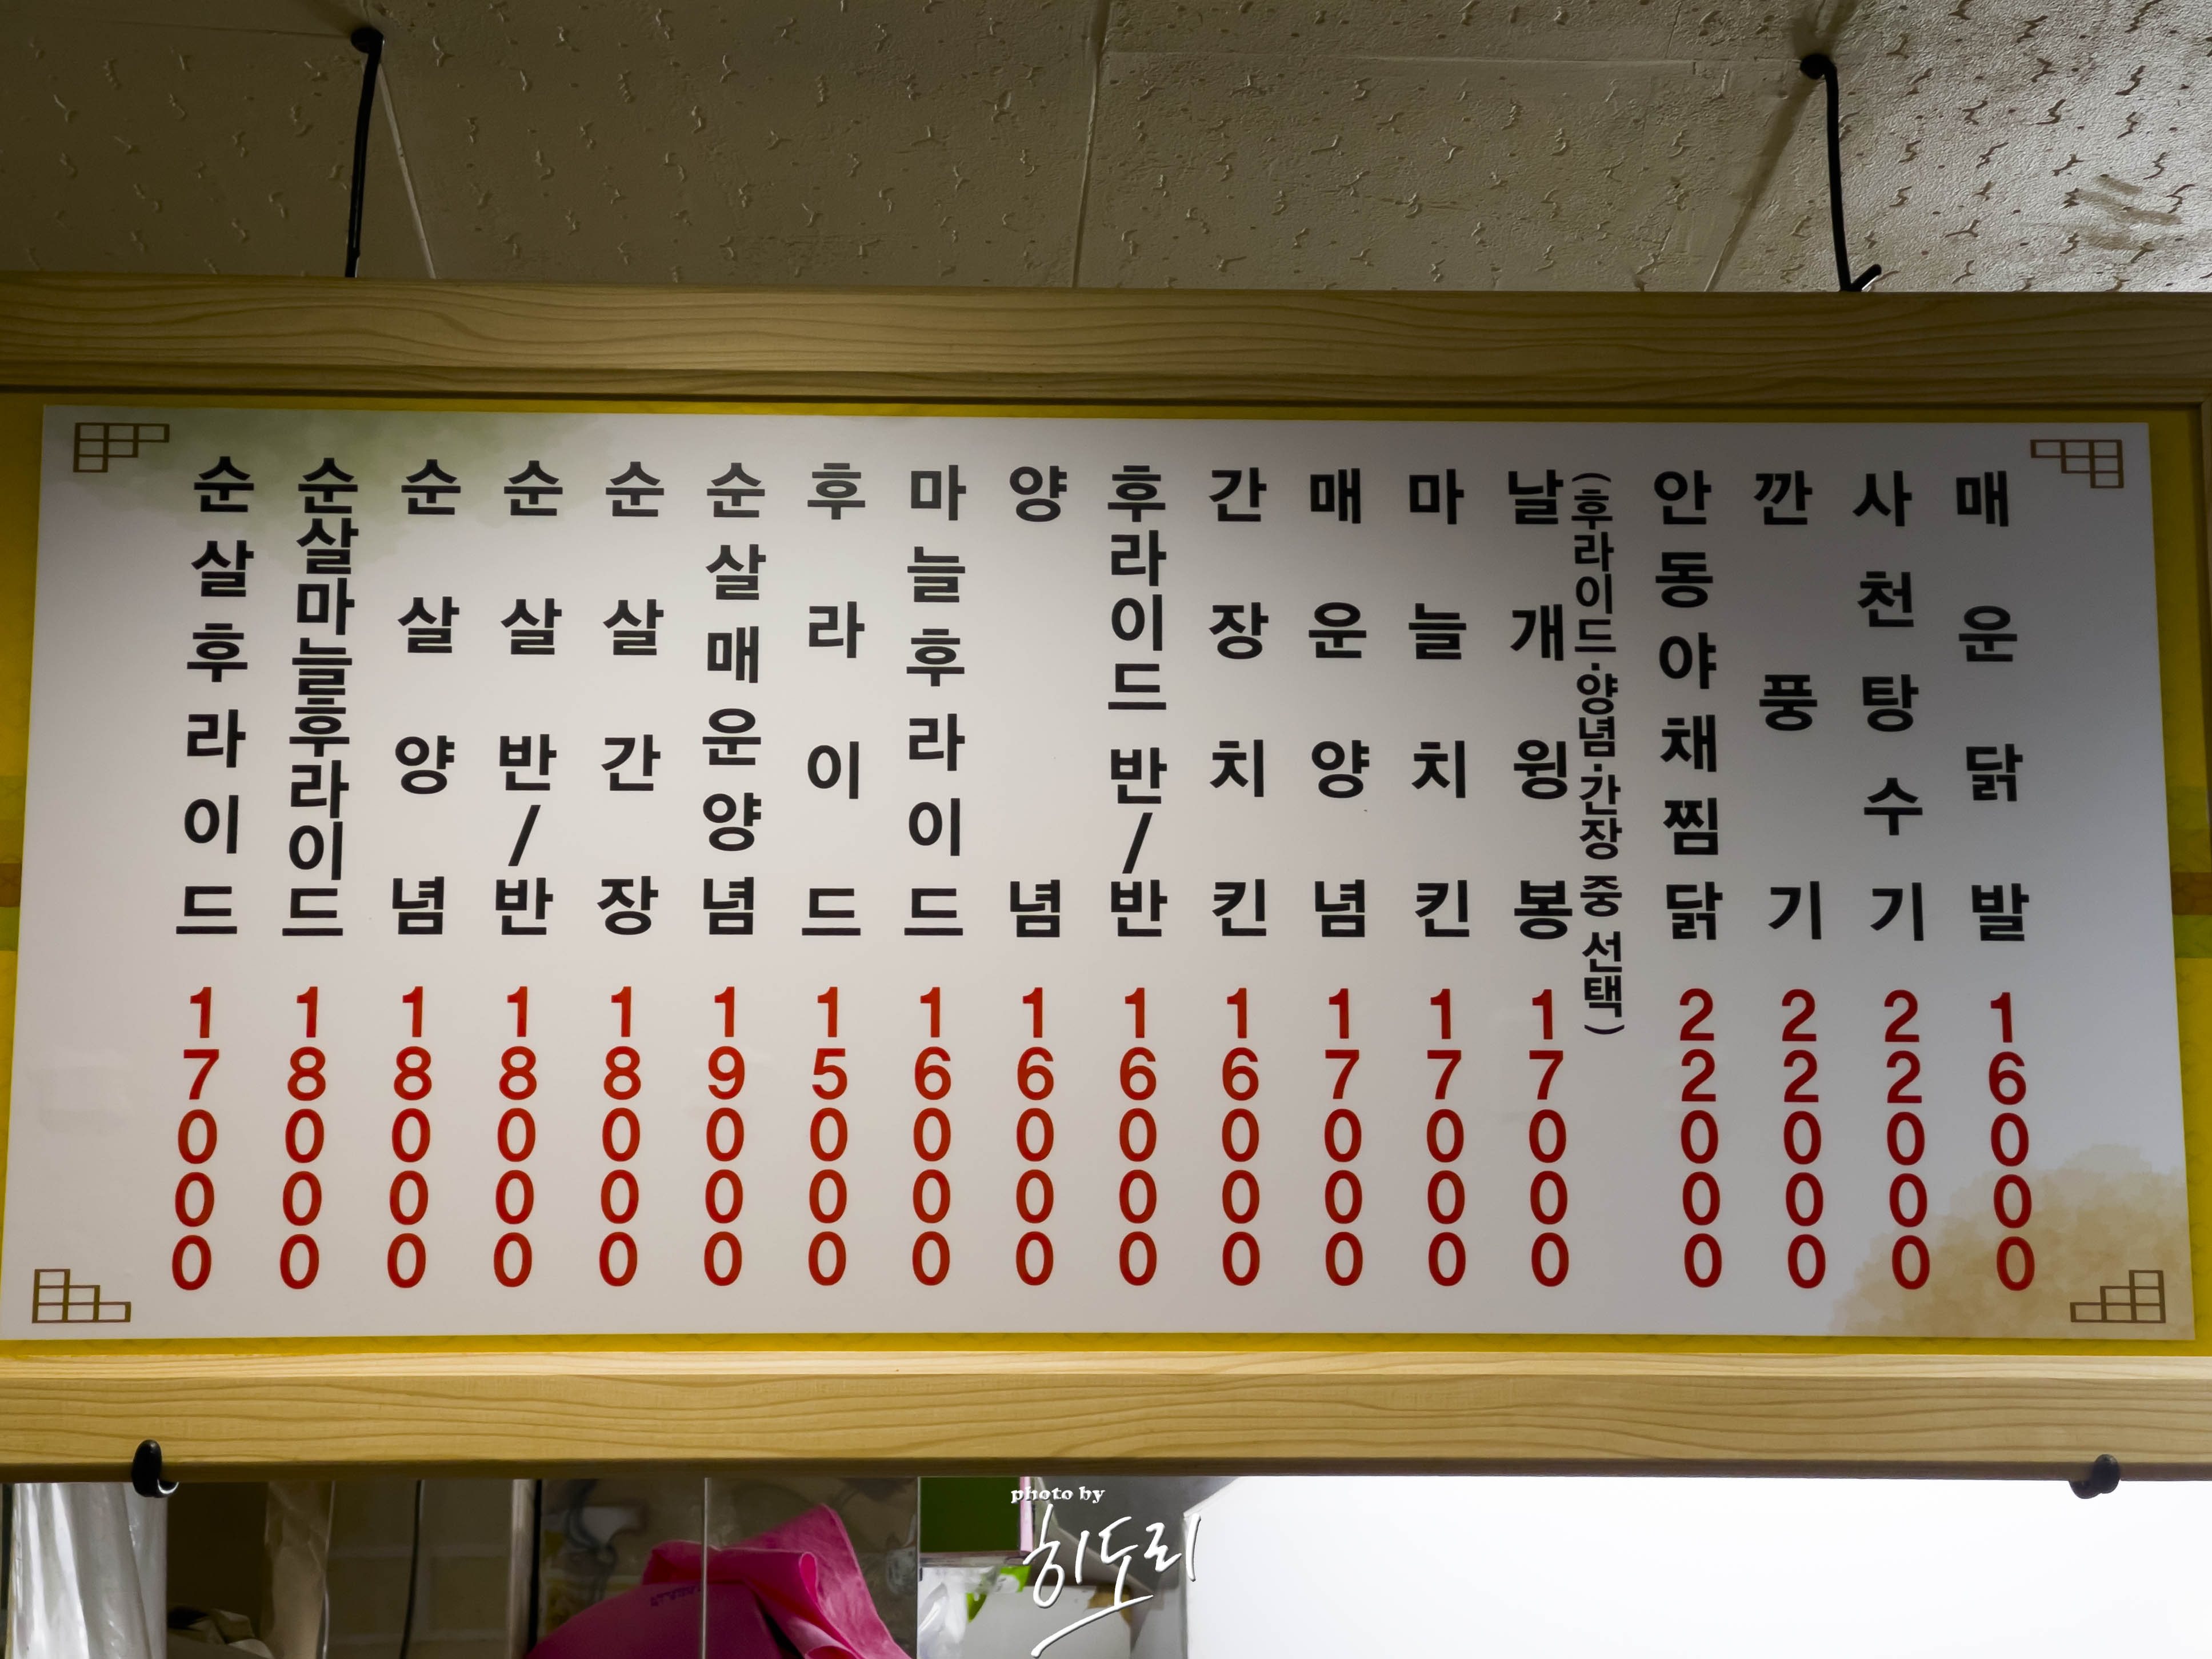 순살후라이드 17000
순살마늘후라이드 18000
순살양념 18000
순살반/반 18000
순살간장 18000
순살매운양념 19000
후라이드 15000
마늘후라이드 16000
양념 16000
후라이드 반/반 16000
간장치킨 16000
매운양념 17000
마늘치킨 17000
날개윙봉 17000
(후라이드·양념·간장 중 선택)
안동야채찜닭 22000
깐풍기 22000
사천탕수기 22000
매운닭발 16000
photo by
히도리